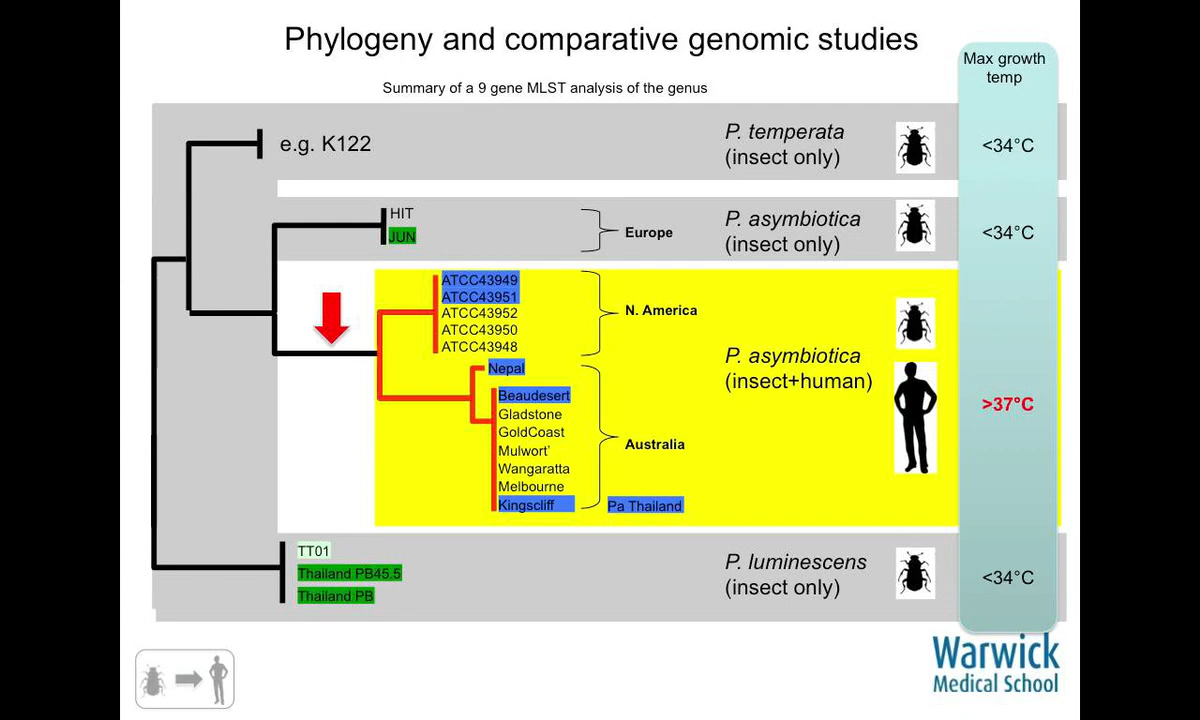 Phylogeny and comparative genomic studies
Max growth
temp
Summary of a 9 gene MLST analysis of the genus
e.g. K122
P. temperata
(insect only)
<34°C
HIT
JUN
Europe
P. asymbiotica
(insect only)
<34°C
ATCC43949
ATCC43951
ATCC43952
ATCC43950
ATCC43948
N. America
Nepal
Beaudesert
Gladstone
GoldCoast
Mulwort’
Wangaratta
Melbourne
Kingscliff
Australia
Pa Thailand
P. asymbiotica
(insect+human)
>37°C
TT01
Thailand PB45.5
Thailand PB
P. luminescens
(insect only)
<34°C
Warwick
Medical School